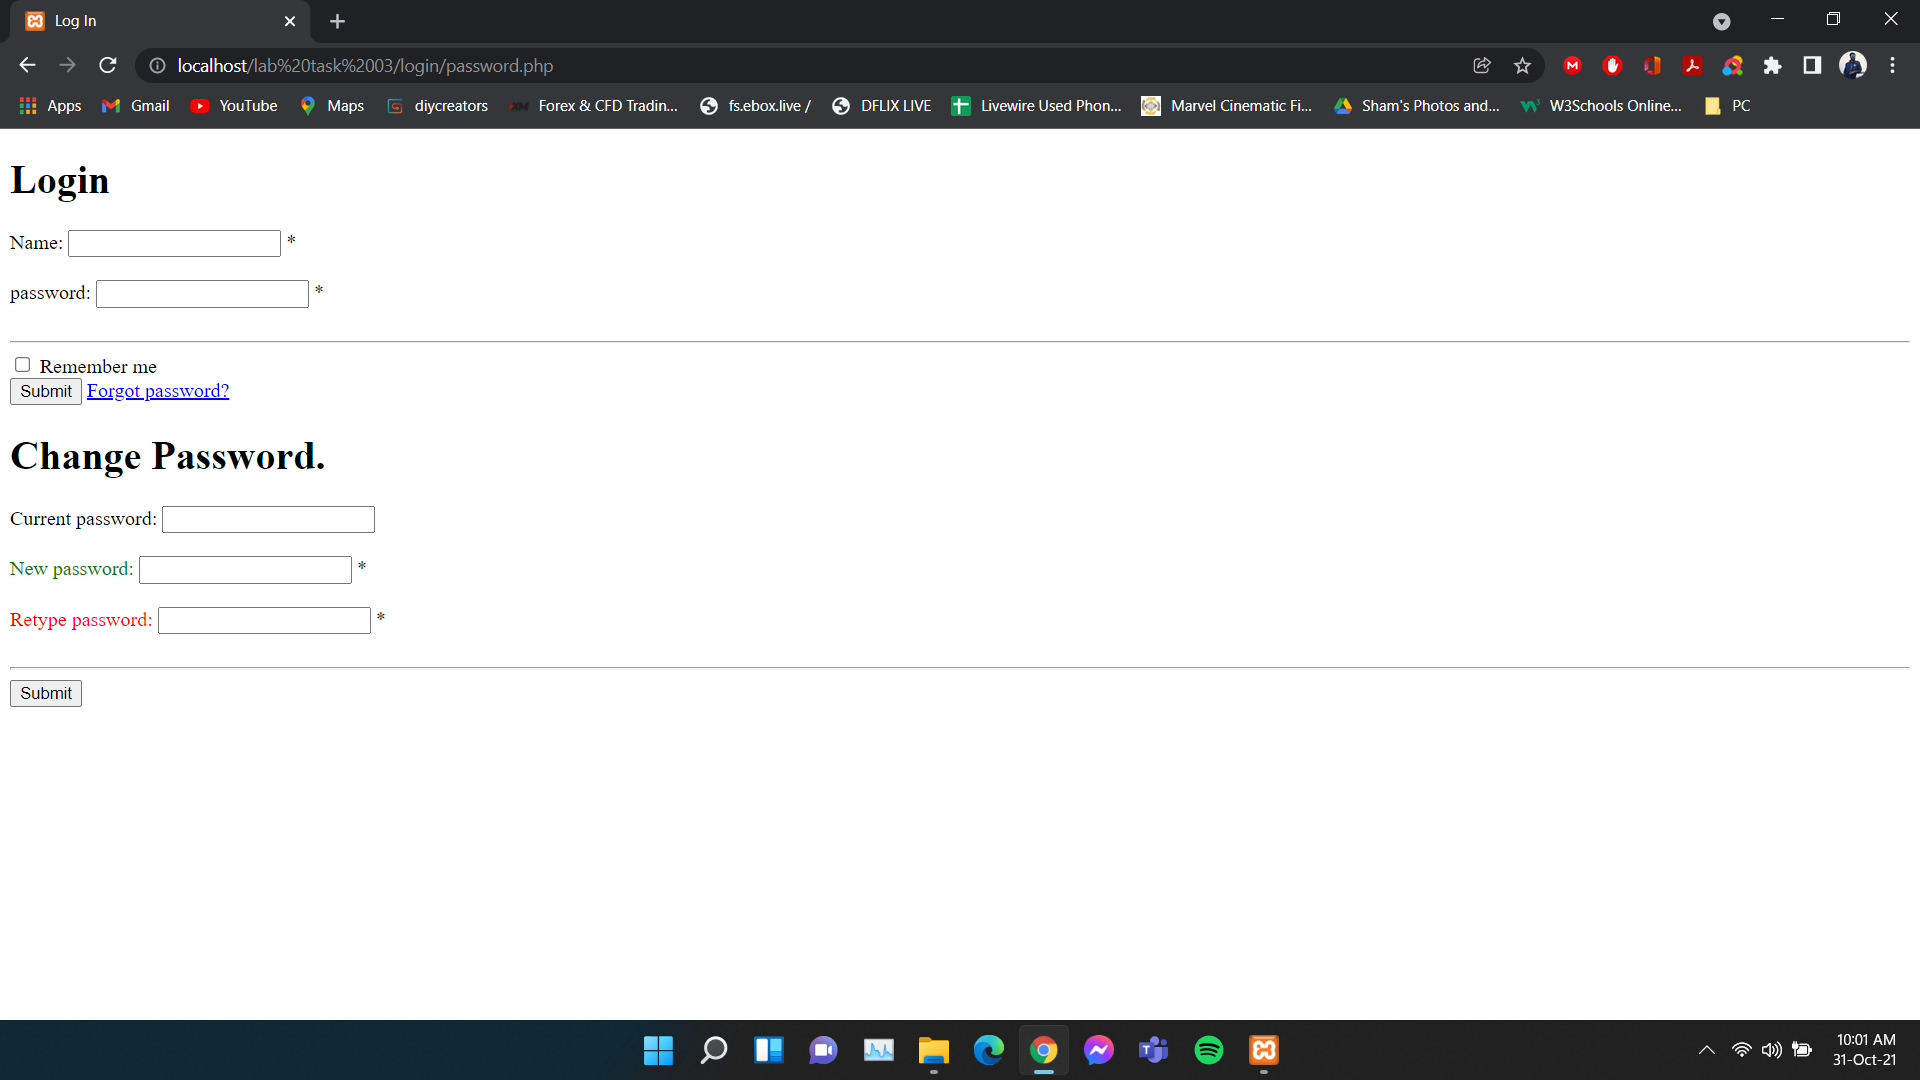 Log In
localhost/lab%20task%2003/login/password.php
Apps Gmail YouTube Maps diycreators Forex & CFD Tradin... fs.ebox.live / DFLIX LIVE Livewire Used Phon... Marvel Cinematic Fi... Sham's Photos and... W3Schools Online... PC
Login
Name: *
password: *
Remember me
Submit Forgot password?
Change Password.
Current password:
New password: *
Retype password: *
Submit
10:01 AM
31-Oct-21